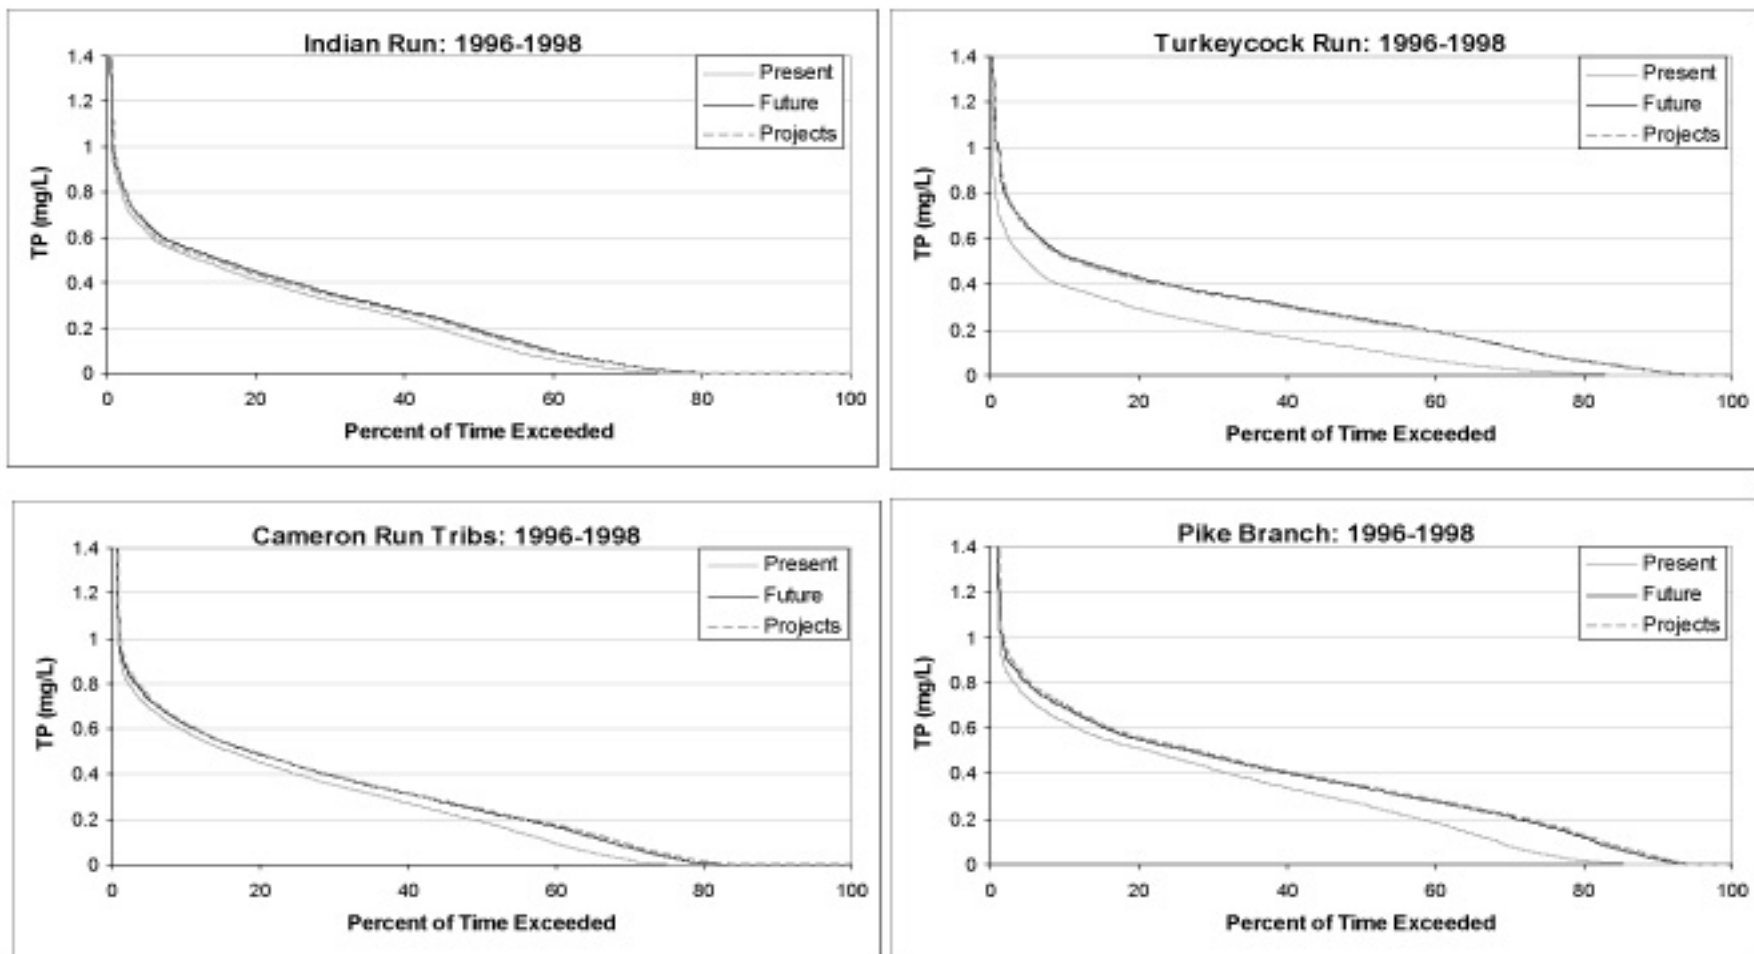 Indian Run: 1996-1998
1.4
1.2
1
0.8
0.6
0.4
0.2
0
TP (mg/L)
Present
Future
Projects
0 20 40 60 80 100
Percent of Time Exceeded
Turkeycock Run: 1996-1998
1.4
1.2
1
0.8
0.6
0.4
0.2
0
TP (mg/L)
Present
Future
Projects
0 20 40 60 80 100
Percent of Time Exceeded
Cameron Run Tribs: 1996-1998
1.4
1.2
1
0.8
0.6
0.4
0.2
0
TP (mg/L)
Present
Future
Projects
0 20 40 60 80 100
Percent of Time Exceeded
Pike Branch: 1996-1998
1.4
1.2
1
0.8
0.6
0.4
0.2
0
TP (mg/L)
Present
Future
Projects
0 20 40 60 80 100
Percent of Time Exceeded